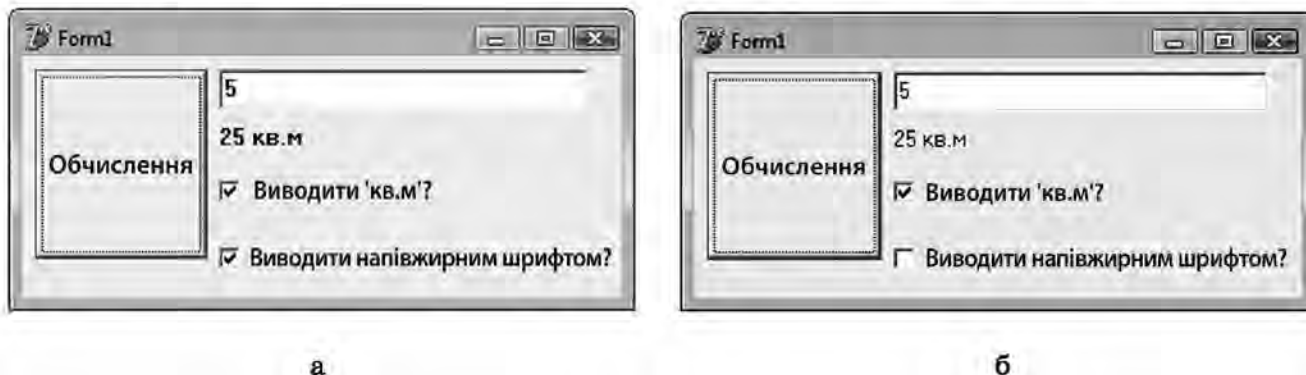 Form1
5
25 кв.м
Обчислення
Виводити 'кв.м'?
Виводити напівжирним шрифтом?
а
Form1
5
25 кв.м
Обчислення
Виводити 'кв.м'?
Виводити напівжирним шрифтом?
б